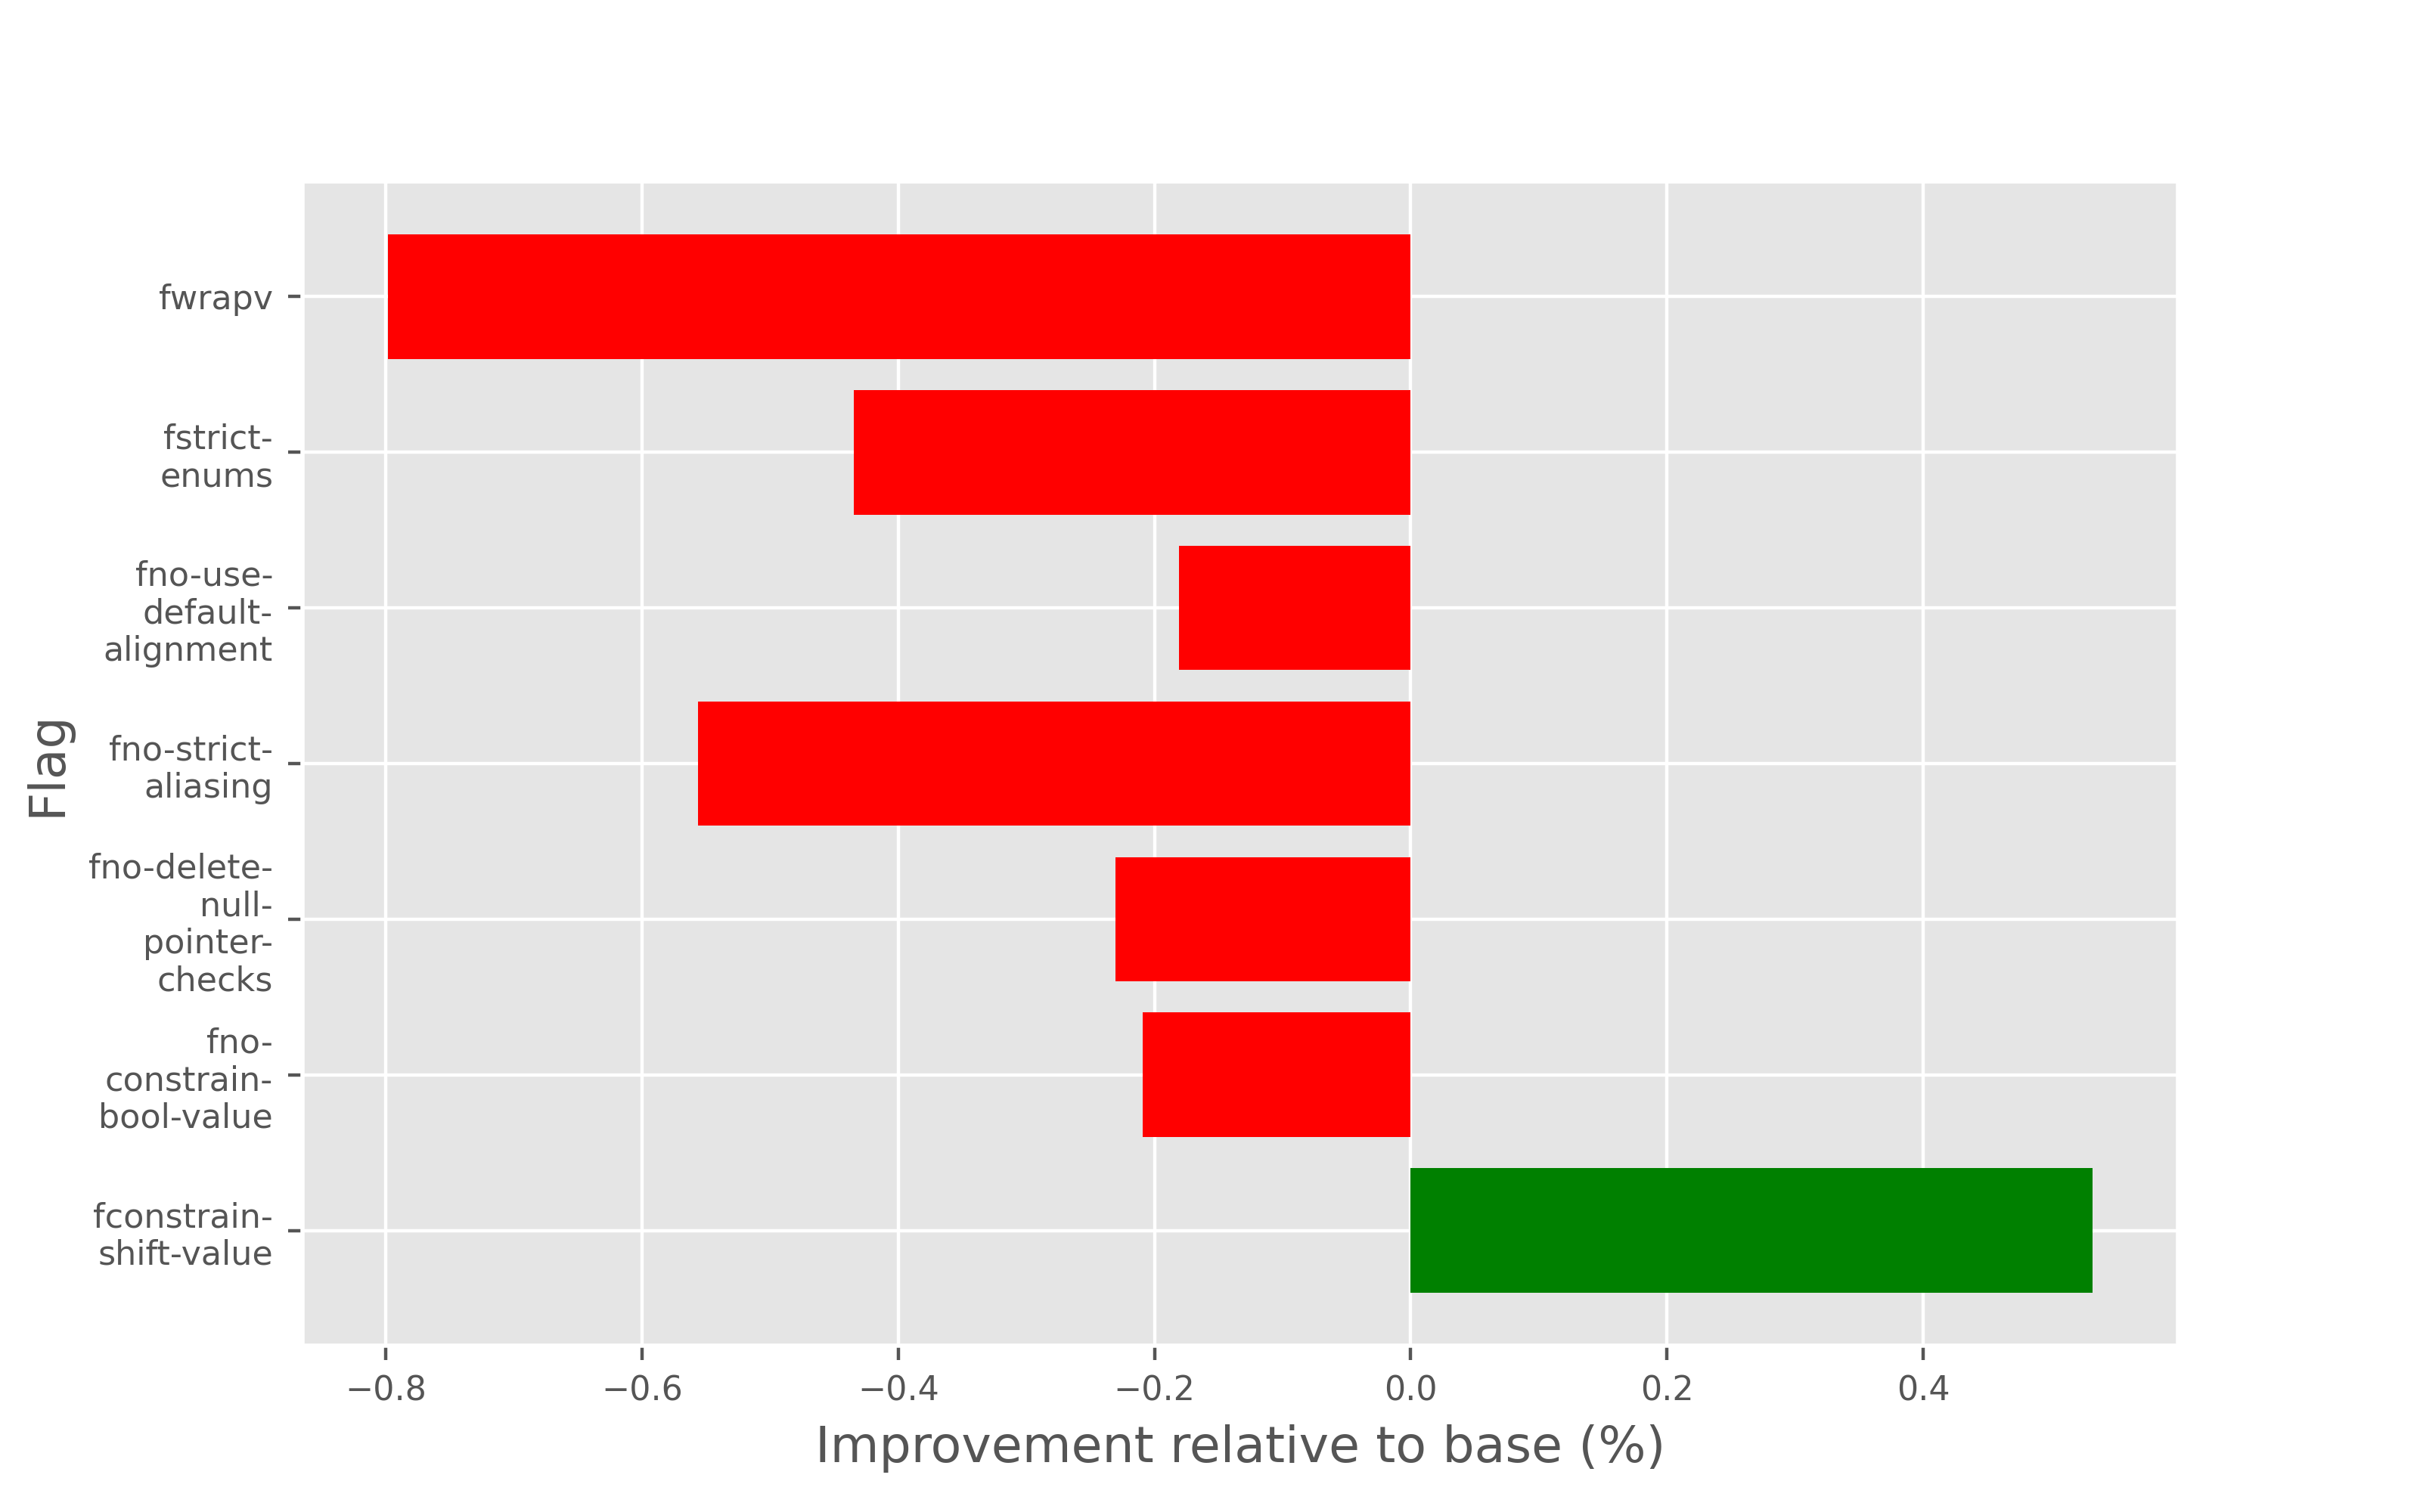 fwrapv
fstrict-
enums
fno-use-
default-
alignment
fno-strict-
aliasing
fno-delete-
null-
pointer-
checks
fno-
constrain-
bool-value
fconstrain-
shift-value
Flag
−0.8 −0.6 −0.4 −0.2 0.0 0.2 0.4
Improvement relative to base (%)